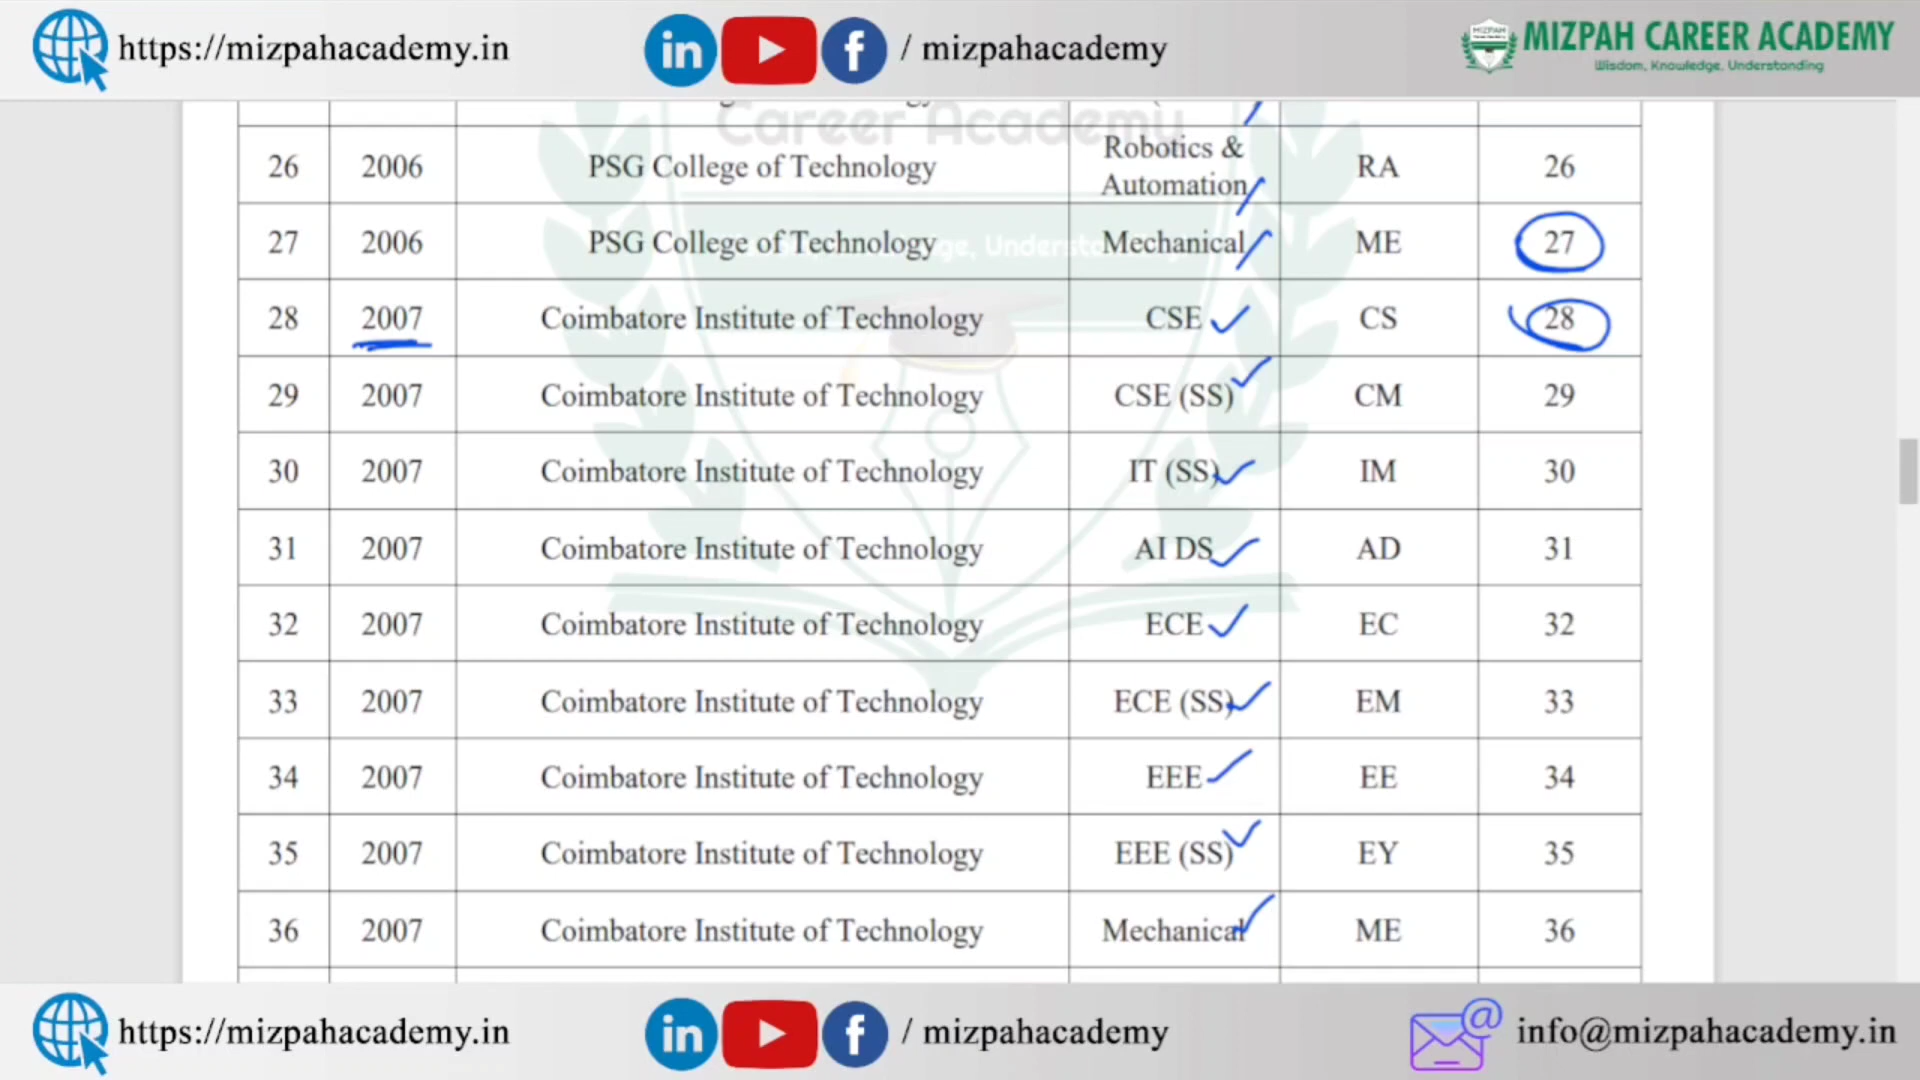 https://mizpahacademy.in
in f / mizpahacademy
MIZPAH
MIZPAH CAREER ACADEMY
Wisdom, Knowledge, Understanding
Career Academy
26 2006 PSG College of Technology Robotics & Automation RA 26
27 2006 PSG College of Technology Mechanical ME 27
28 2007 Coimbatore Institute of Technology CSE CS 28
29 2007 Coimbatore Institute of Technology CSE (SS) CM 29
30 2007 Coimbatore Institute of Technology IT (SS) IM 30
31 2007 Coimbatore Institute of Technology AI DS AD 31
32 2007 Coimbatore Institute of Technology ECE EC 32
33 2007 Coimbatore Institute of Technology ECE (SS) EM 33
34 2007 Coimbatore Institute of Technology EEE EE 34
35 2007 Coimbatore Institute of Technology EEE (SS) EY 35
36 2007 Coimbatore Institute of Technology Mechanical ME 36
https://mizpahacademy.in
in f / mizpahacademy
@
info@mizpahacademy.in